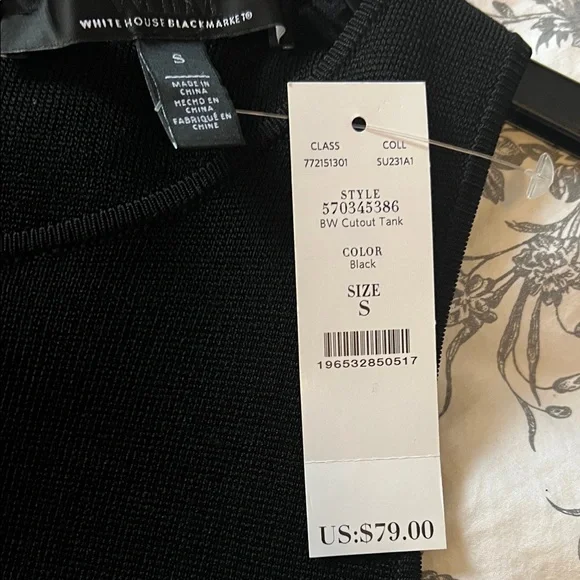 WHITE HOUSE BLACK MARKET®
S
MADE IN
CHINA
HECHO EN
CHINA
FABRIQUÉ EN
CHINE
CLASS COLL
772151301 SU231A1
STYLE
570345386
BW Cutout Tank
COLOR
Black
SIZE
S
196532850517
US:$79.00